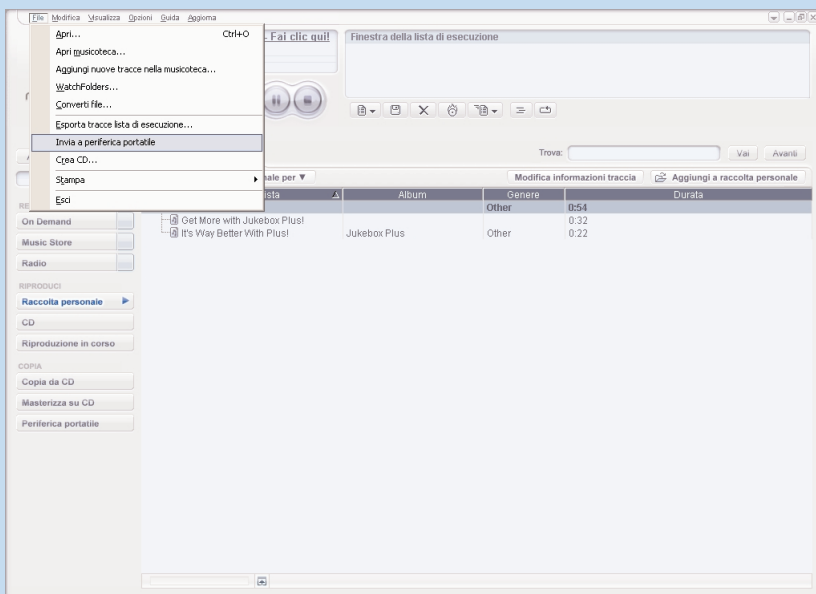 File Modifica Visualizza Opzioni Guida Aggiorna
Apri... Ctrl+O
Apri musicoteca...
Aggiungi nuove tracce nella musicoteca...
WatchFolders...
Converti file...
Esporta tracce lista di esecuzione...
Invia a periferica portatile
Crea CD...
Stampa
Esci
- Fai clic qui!
Finestra della lista di esecuzione
Trova: Vai Avanti
Modifica informazioni traccia Aggiungi a raccolta personale
Album Genere Durata
Other 0:54
Get More with Jukebox Plus! 0:32
It's Way Better With Plus! Jukebox Plus Other 0:22
On Demand
Music Store
Radio
RIPRODUCI
Raccolta personale
CD
Riproduzione in corso
COPIA
Copia da CD
Masterizza su CD
Periferica portatile